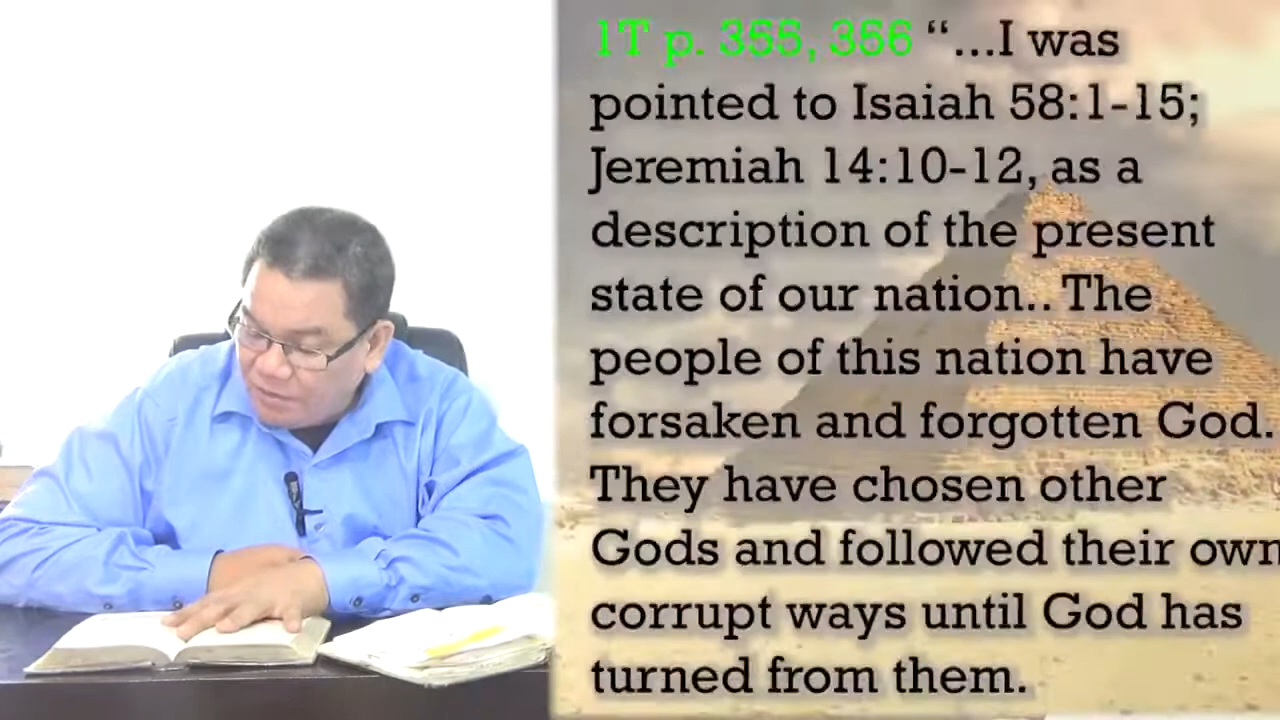 1T p. 355, 356 “...I was
pointed to Isaiah 58:1-15;
Jeremiah 14:10-12, as a
description of the present
state of our nation.. The
people of this nation have
forsaken and forgotten God.
They have chosen other
Gods and followed their own
corrupt ways until God has
turned from them.